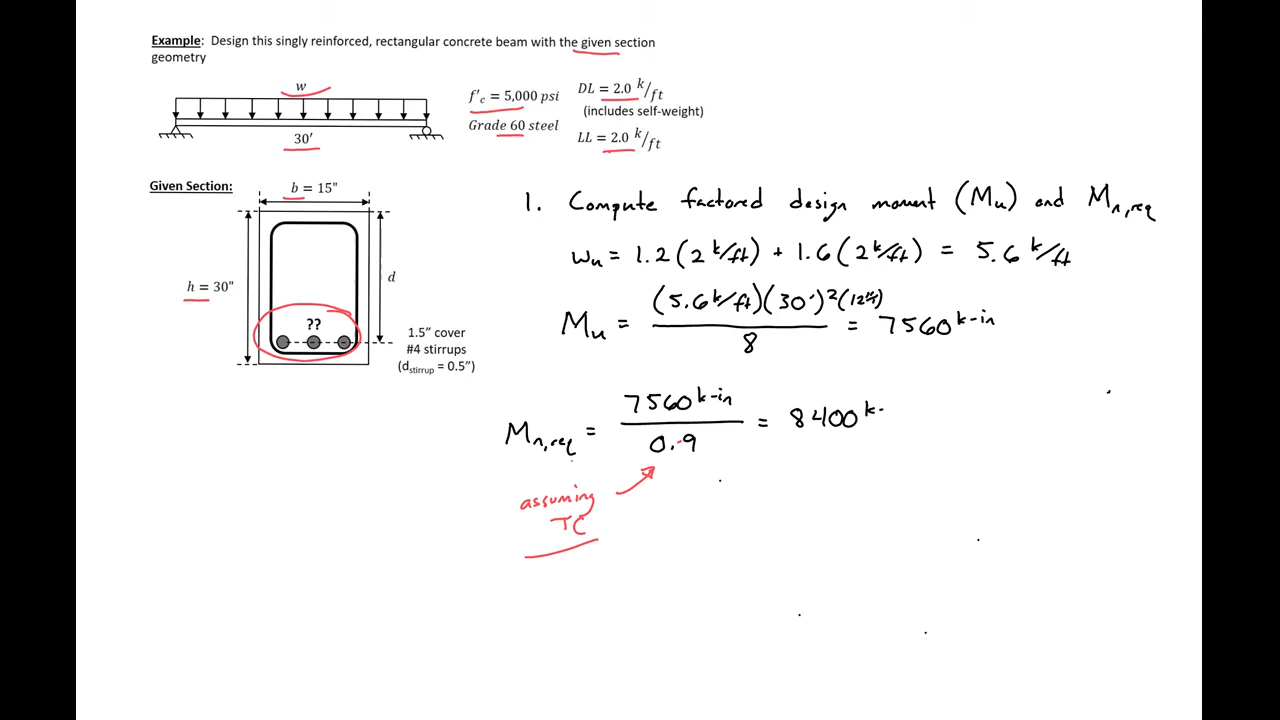 Example: Design this singly reinforced, rectangular concrete beam with the given section
geometry
w
30'
f'c = 5,000 psi
Grade 60 steel
DL = 2.0 k/ft
(includes self-weight)
LL = 2.0 k/ft
Given Section:
b = 15"
h = 30"
d
??
1.5" cover
#4 stirrups
(dstirrup = 0.5")
1. Compute factored design moment (Mu) and Mn,req
wu = 1.2(2 k/ft) + 1.6(2 k/ft) = 5.6 k/ft
Mu = (5.6 k/ft)(30')²(12"/1') / 8 = 7560 k-in
Mn,req = 7560 k-in / 0.9 = 8400 k-
assuming
TC